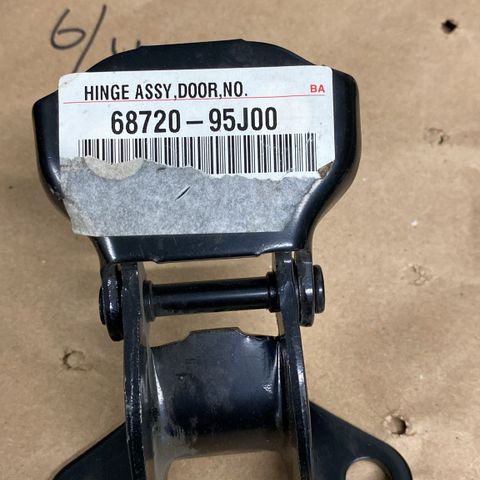 6/4
HINGE ASSY,DOOR,NO.
BA
68720-95J00